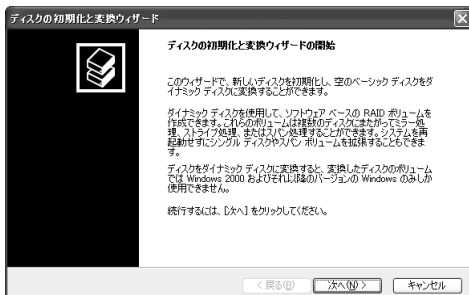 ディスクの初期化と変換ウィザード
ディスクの初期化と変換ウィザードの開始
このウィザードで、新しいディスクを初期化し、空のベーシック ディスクをダ
イナミック ディスクに変換することができます。
ダイナミック ディスクを使用して、ソフトウェア ベースの RAID ボリュームを
作成できます。これらのボリュームは複数のディスクにまたがってミラー処
理、ストライプ処理、またはスパン処理することができます。システムを再
起動せずにシングル ディスクやスパン ボリュームを拡張することもできま
す。
ディスクをダイナミック ディスクに変換すると、変換したディスクのボリューム
では Windows 2000 およびそれ以降のバージョンの Windows のみしか
使用できません。
続行するには、[次へ] をクリックしてください。
< 戻る(B) 次へ(N) > キャンセル